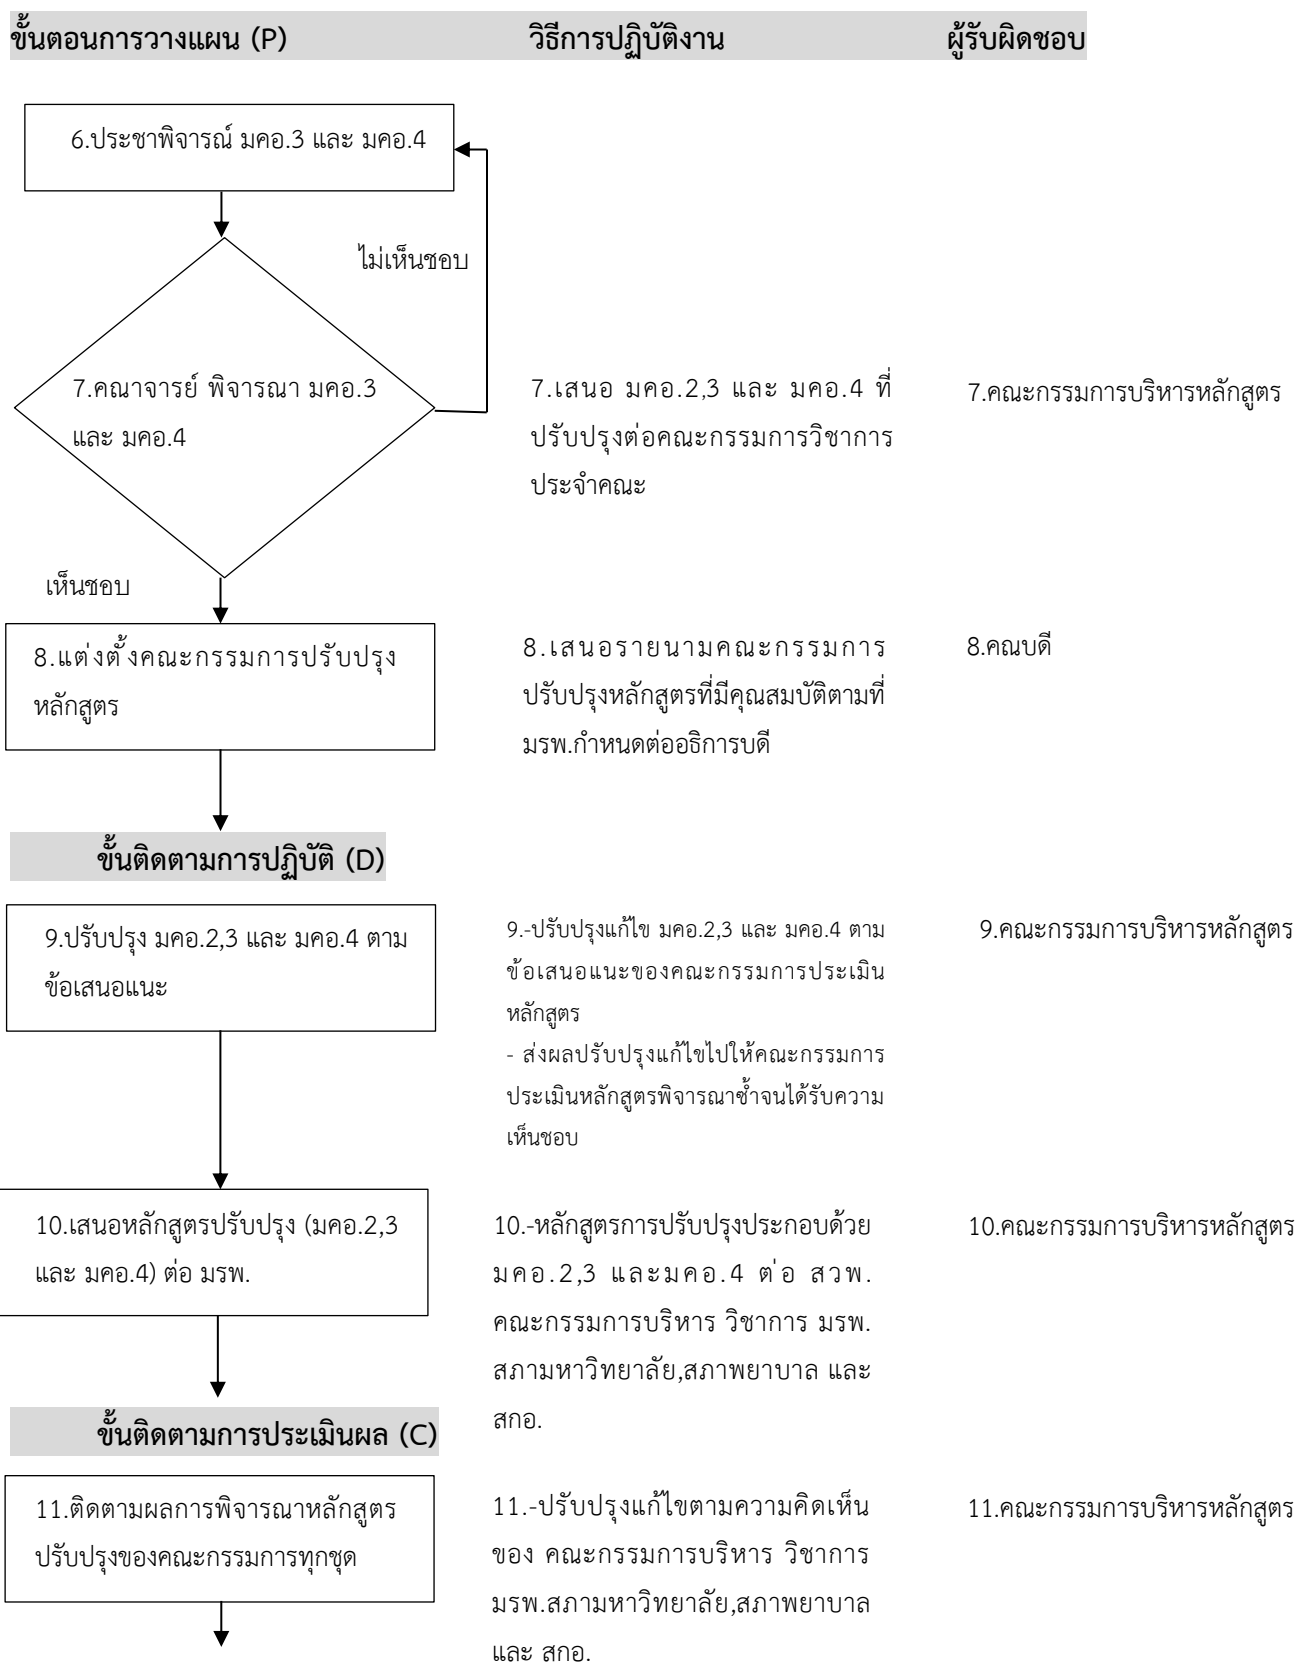 ขั้นตอนการวางแผน (P) วิธีการปฏิบัติงาน ผู้รับผิดชอบ
6.ประชาพิจารณ์ มคอ.3 และ มคอ.4
ไม่เห็นชอบ
7.คณาจารย์ พิจารณา มคอ.3
และ มคอ.4
7.เสนอ มคอ.2,3 และ มคอ.4 ที่
ปรับปรุงต่อคณะกรรมการวิชาการ
ประจำคณะ
7.คณะกรรมการบริหารหลักสูตร
เห็นชอบ
8.แต่งตั้งคณะกรรมการปรับปรุง
หลักสูตร
8.เสนอรายนามคณะกรรมการ
ปรับปรุงหลักสูตรที่มีคุณสมบัติตามที่
มรพ.กำหนดต่ออธิการบดี
8.คณบดี
ขั้นติดตามการปฏิบัติ (D)
9.ปรับปรุง มคอ.2,3 และ มคอ.4 ตาม
ข้อเสนอแนะ
9.-ปรับปรุงแก้ไข มคอ.2,3 และ มคอ.4 ตาม
ข้อเสนอแนะของคณะกรรมการประเมิน
หลักสูตร
- ส่งผลปรับปรุงแก้ไขไปให้คณะกรรมการ
ประเมินหลักสูตรพิจารณาซ้ำจนได้รับความ
เห็นชอบ
9.คณะกรรมการบริหารหลักสูตร
10.เสนอหลักสูตรปรับปรุง (มคอ.2,3
และ มคอ.4) ต่อ มรพ.
10.-หลักสูตรการปรับปรุงประกอบด้วย
มคอ.2,3 และมคอ.4 ต่อ สวพ.
คณะกรรมการบริหาร วิชาการ มรพ.
สภามหาวิทยาลัย,สภาพยาบาล และ
สกอ.
10.คณะกรรมการบริหารหลักสูตร
ขั้นติดตามการประเมินผล (C)
11.ติดตามผลการพิจารณาหลักสูตร
ปรับปรุงของคณะกรรมการทุกชุด
11.-ปรับปรุงแก้ไขตามความคิดเห็น
ของ คณะกรรมการบริหาร วิชาการ
มรพ.สภามหาวิทยาลัย,สภาพยาบาล
และ สกอ.
11.คณะกรรมการบริหารหลักสูตร